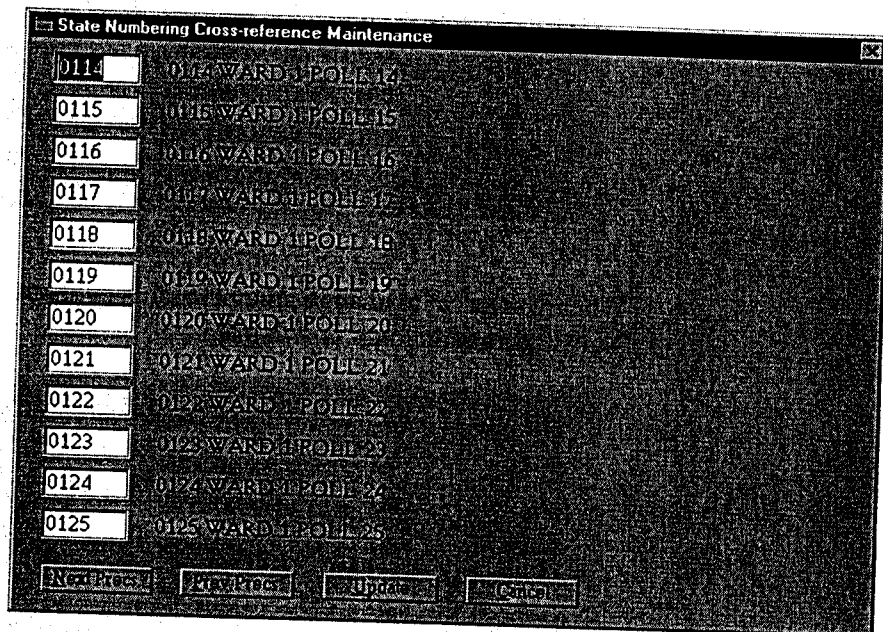 State Numbering Cross-reference Maintenance
0114 0114 WARD 1 POLL 14
0115 0115 WARD 1 POLL 15
0116 0116 WARD 1 POLL 16
0117 0117 WARD 1 POLL 17
0118 0118 WARD 1 POLL 18
0119 0119 WARD 1 POLL 19
0120 0120 WARD 1 POLL 20
0121 0121 WARD 1 POLL 21
0122 0122 WARD 1 POLL 22
0123 0123 WARD 1 POLL 23
0124 0124 WARD 1 POLL 24
0125 0125 WARD 1 POLL 25
Next Precs Prev Precs Update Cancel